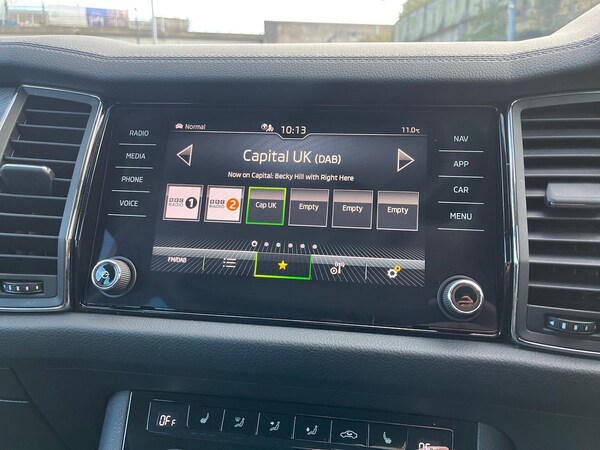 RADIO
MEDIA
PHONE
VOICE
Normal
10:13
11.0°C
Capital UK (DAB)
Now on Capital: Becky Hill with Right Here
BBC RADIO 1
BBC RADIO 2
Cap UK
Empty
Empty
Empty
FM/DAB
NAV
APP
CAR
MENU
OFF
OFF